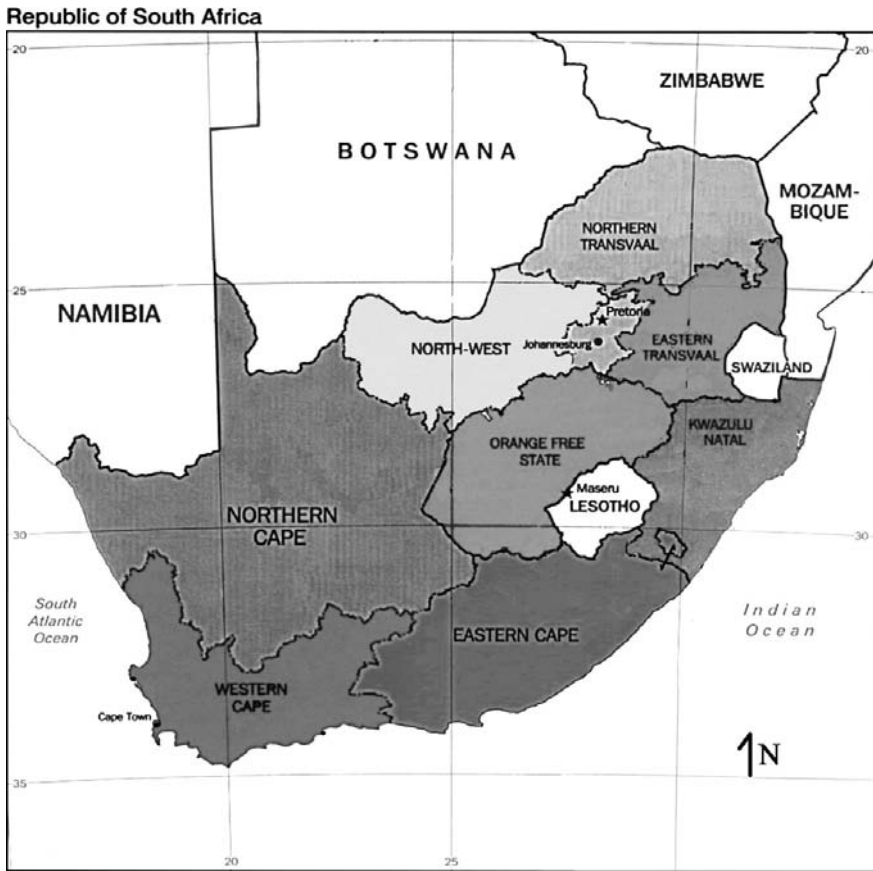 Republic of South Africa
20
20
ZIMBABWE
BOTSWANA
MOZAM-
BIQUE
NORTHERN
TRANSVAAL
25
25
NAMIBIA
Pretoria
NORTH-WEST
Johannesburg
EASTERN
TRANSVAAL
SWAZILAND
KWAZULU
NATAL
ORANGE FREE
STATE
Maseru
LESOTHO
NORTHERN
CAPE
30
30
South
Atlantic
Ocean
Indian
Ocean
EASTERN CAPE
WESTERN
CAPE
Cape Town
N
35
35
20
25